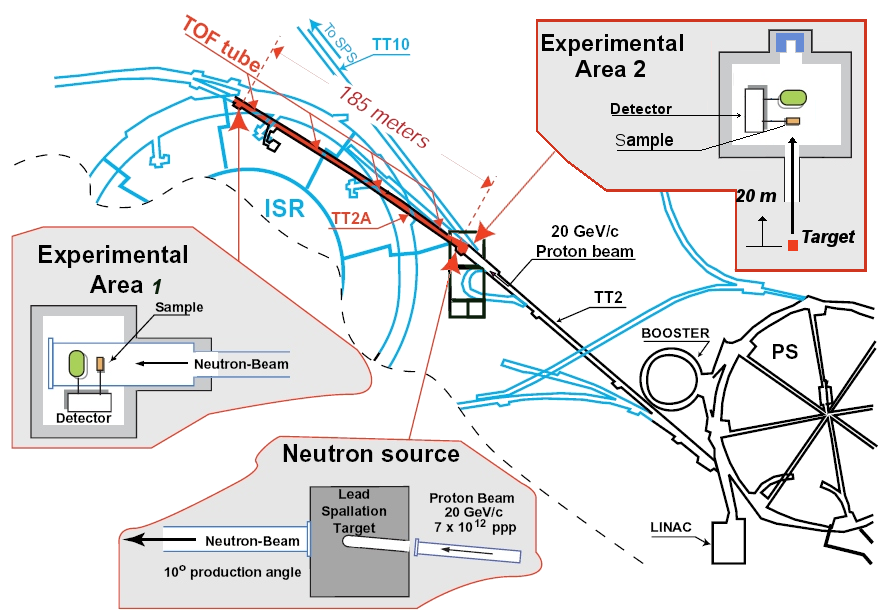 TOF tube
To SPS
TT10
185 meters
ISR
TT2A
20 GeV/c
Proton beam
TT2
BOOSTER
PS
LINAC
Experimental
Area 2
Detector
Sample
20 m
Target
Experimental
Area 1
Sample
Neutron-Beam
Detector
Neutron source
Lead
Spallation
Target
Proton Beam
20 GeV/c
7 x 10¹² ppp
Neutron-Beam
10º production angle